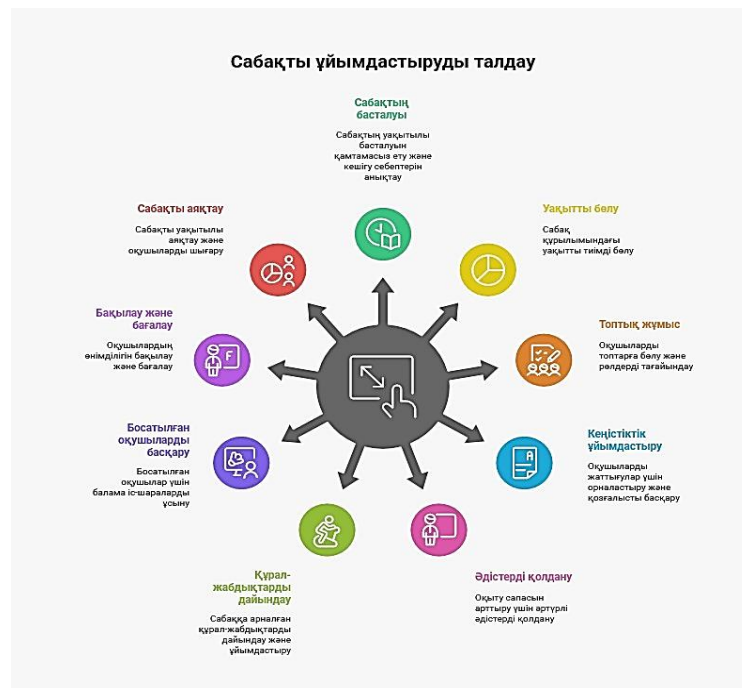 Сабақты ұйымдастыруды талдау
Сабақтың
басталуы
Сабақтың уақытылы
басталуын
қамтамасыз ету және
кешігу себептерін
анықтау
Уақытты бөлу
Сабақ
құрылымындағы
уақытты тиімді бөлу
Топтық жұмыс
Оқушыларды
топтарға бөлу және
рөлдерді тағайындау
Кеңістіктік
ұйымдастыру
Оқушыларды
жаттығулар үшін
орналастыру және
қозғалысты басқару
Әдістерді қолдану
Оқыту сапасын
арттыру үшін әртүрлі
әдістерді қолдану
Құрал-
жабдықтарды
дайындау
Сабаққа арналған
құрал-жабдықтарды
дайындау және
ұйымдастыру
Босатылған
оқушыларды
басқару
Босатылған
оқушылар үшін
балама іс-шараларды
ұсыну
Бақылау және
бағалау
Оқушылардың
өнімділігін бақылау
және бағалау
Сабақты аяқтау
Сабақты уақытылы
аяқтау және
оқушыларды шығару
F
A